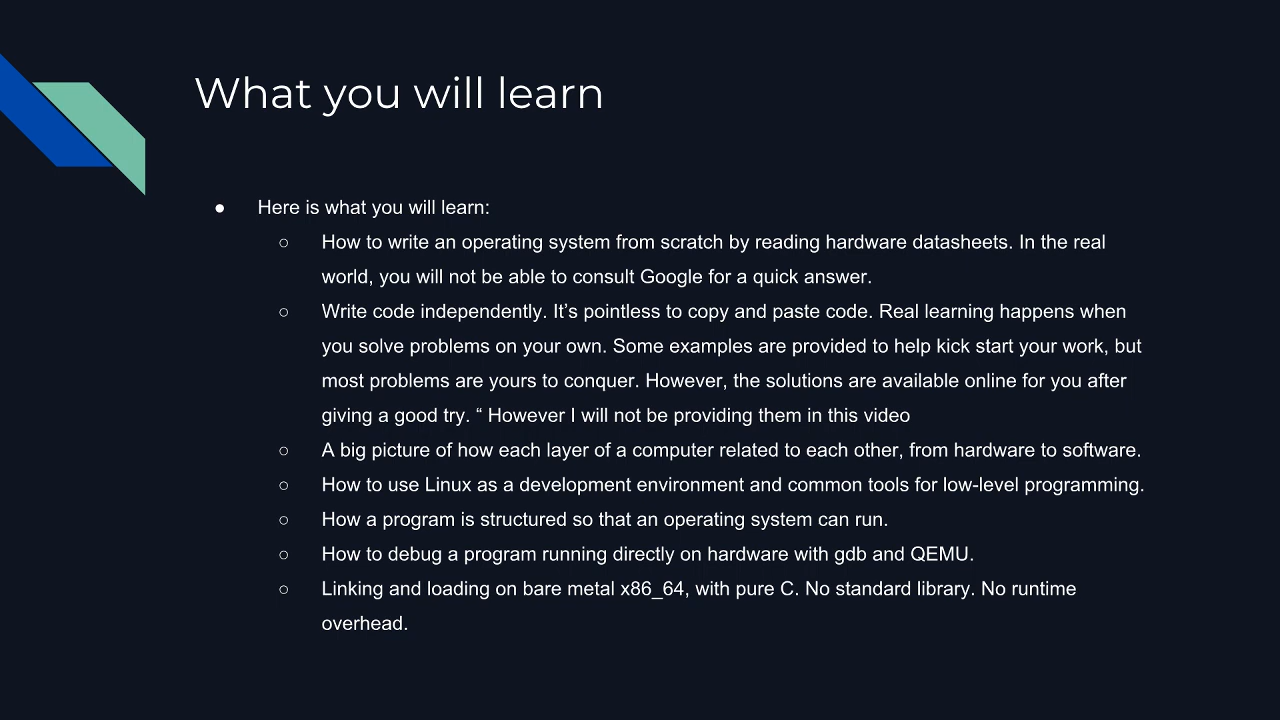 What you will learn
● Here is what you will learn:
○ How to write an operating system from scratch by reading hardware datasheets. In the real
world, you will not be able to consult Google for a quick answer.
○ Write code independently. It’s pointless to copy and paste code. Real learning happens when
you solve problems on your own. Some examples are provided to help kick start your work, but
most problems are yours to conquer. However, the solutions are available online for you after
giving a good try. “ However I will not be providing them in this video
○ A big picture of how each layer of a computer related to each other, from hardware to software.
○ How to use Linux as a development environment and common tools for low-level programming.
○ How a program is structured so that an operating system can run.
○ How to debug a program running directly on hardware with gdb and QEMU.
○ Linking and loading on bare metal x86_64, with pure C. No standard library. No runtime
overhead.